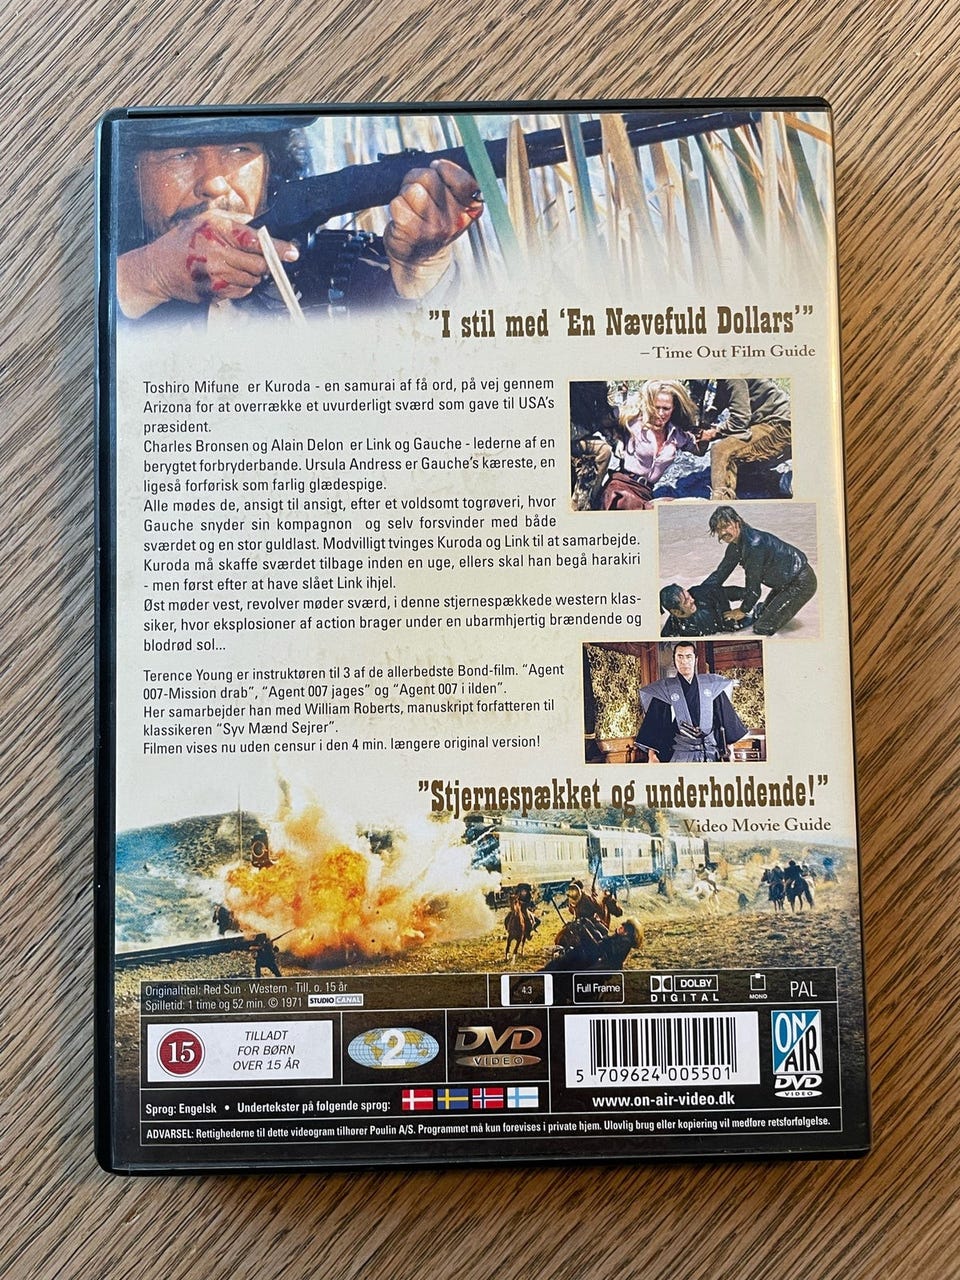 ”I stil med ‘En Nævefuld Dollars’”
– Time Out Film Guide
Toshiro Mifune er Kuroda - en samurai af få ord, på vej gennem
Arizona for at overrække et uvurderligt sværd som gave til USA’s
præsident.
Charles Bronsen og Alain Delon er Link og Gauche - lederne af en
berygtet forbryderbande. Ursula Andress er Gauche’s kæreste, en
ligeså forførisk som farlig glædespige.
Alle mødes de, ansigt til ansigt, efter et voldsomt togrøveri, hvor
Gauche snyder sin kompagnon og selv forsvinder med både
sværdet og en stor guldlast. Modvilligt tvinges Kuroda og Link til at samarbejde.
Kuroda må skaffe sværdet tilbage inden en uge, ellers skal han begå harakiri
- men først efter at have slået Link ihjel.
Øst møder vest, revolver møder sværd, i denne stjernespækkede western klas-
siker, hvor eksplosioner af action brager under en ubarmhjertig brændende og
blodrød sol...
Terence Young er instruktøren til 3 af de allerbedste Bond-film. “Agent
007-Mission drab”, “Agent 007 jages” og “Agent 007 i ilden”.
Her samarbejder han med William Roberts, manuskript forfatteren til
klassikeren “Syv Mænd Sejrer”.
Filmen vises nu uden censur i den 4 min. længere original version!
”Stjernespækket og underholdende!”
– Video Movie Guide
Originaltitel: Red Sun - Western - Till. o. 15 år
Spilletid: 1 time og 52 min. © 1971 STUDIO CANAL
4:3
Full Frame
DOLBY
DIGITAL
MONO
PAL
15
TILLADT
FOR BØRN
OVER 15 ÅR
2
DVD
VIDEO
5 709624 005501
ON
AIR
DVD
VIDEO
www.on-air-video.dk
Sprog: Engelsk • Undertekster på følgende sprog:
ADVARSEL: Rettighederne til dette videogram tilhører Poulin A/S. Programmet må kun forevises i private hjem. Ulovlig brug eller kopiering vil medføre retsforfølgelse.